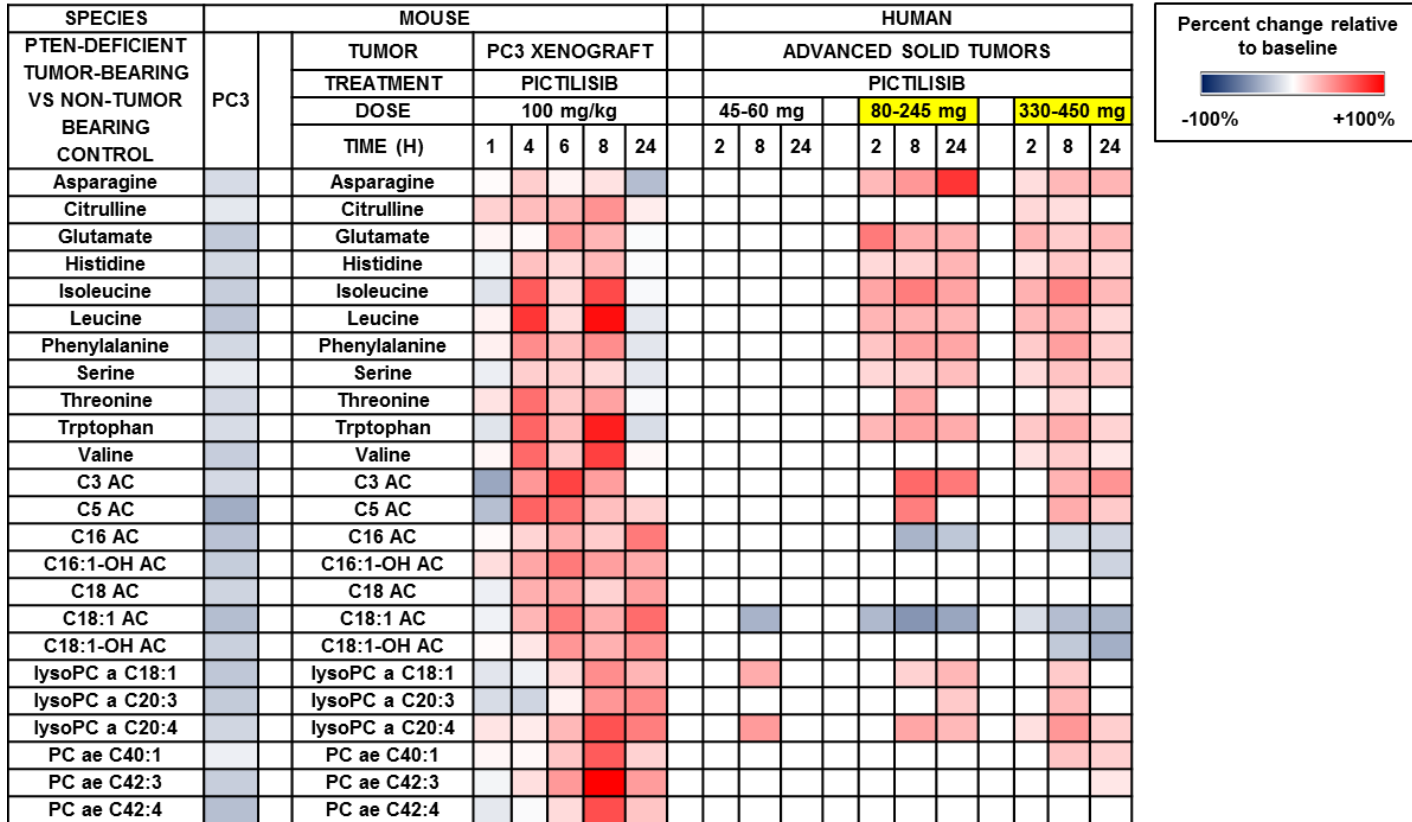 SPECIES MOUSE HUMAN
PTEN-DEFICIENT TUMOR-BEARING VS NON-TUMOR BEARING CONTROL PC3 TUMOR PC3 XENOGRAFT ADVANCED SOLID TUMORS
TREATMENT PICTILISIB PICTILISIB
DOSE 100 mg/kg 45-60 mg 80-245 mg 330-450 mg
TIME (H) 1 4 6 8 24 2 8 24 2 8 24 2 8 24
Asparagine Asparagine
Citrulline Citrulline
Glutamate Glutamate
Histidine Histidine
Isoleucine Isoleucine
Leucine Leucine
Phenylalanine Phenylalanine
Serine Serine
Threonine Threonine
Trptophan Trptophan
Valine Valine
C3 AC C3 AC
C5 AC C5 AC
C16 AC C16 AC
C16:1-OH AC C16:1-OH AC
C18 AC C18 AC
C18:1 AC C18:1 AC
C18:1-OH AC C18:1-OH AC
lysoPC a C18:1 lysoPC a C18:1
lysoPC a C20:3 lysoPC a C20:3
lysoPC a C20:4 lysoPC a C20:4
PC ae C40:1 PC ae C40:1
PC ae C42:3 PC ae C42:3
PC ae C42:4 PC ae C42:4
Percent change relative
to baseline
-100% +100%